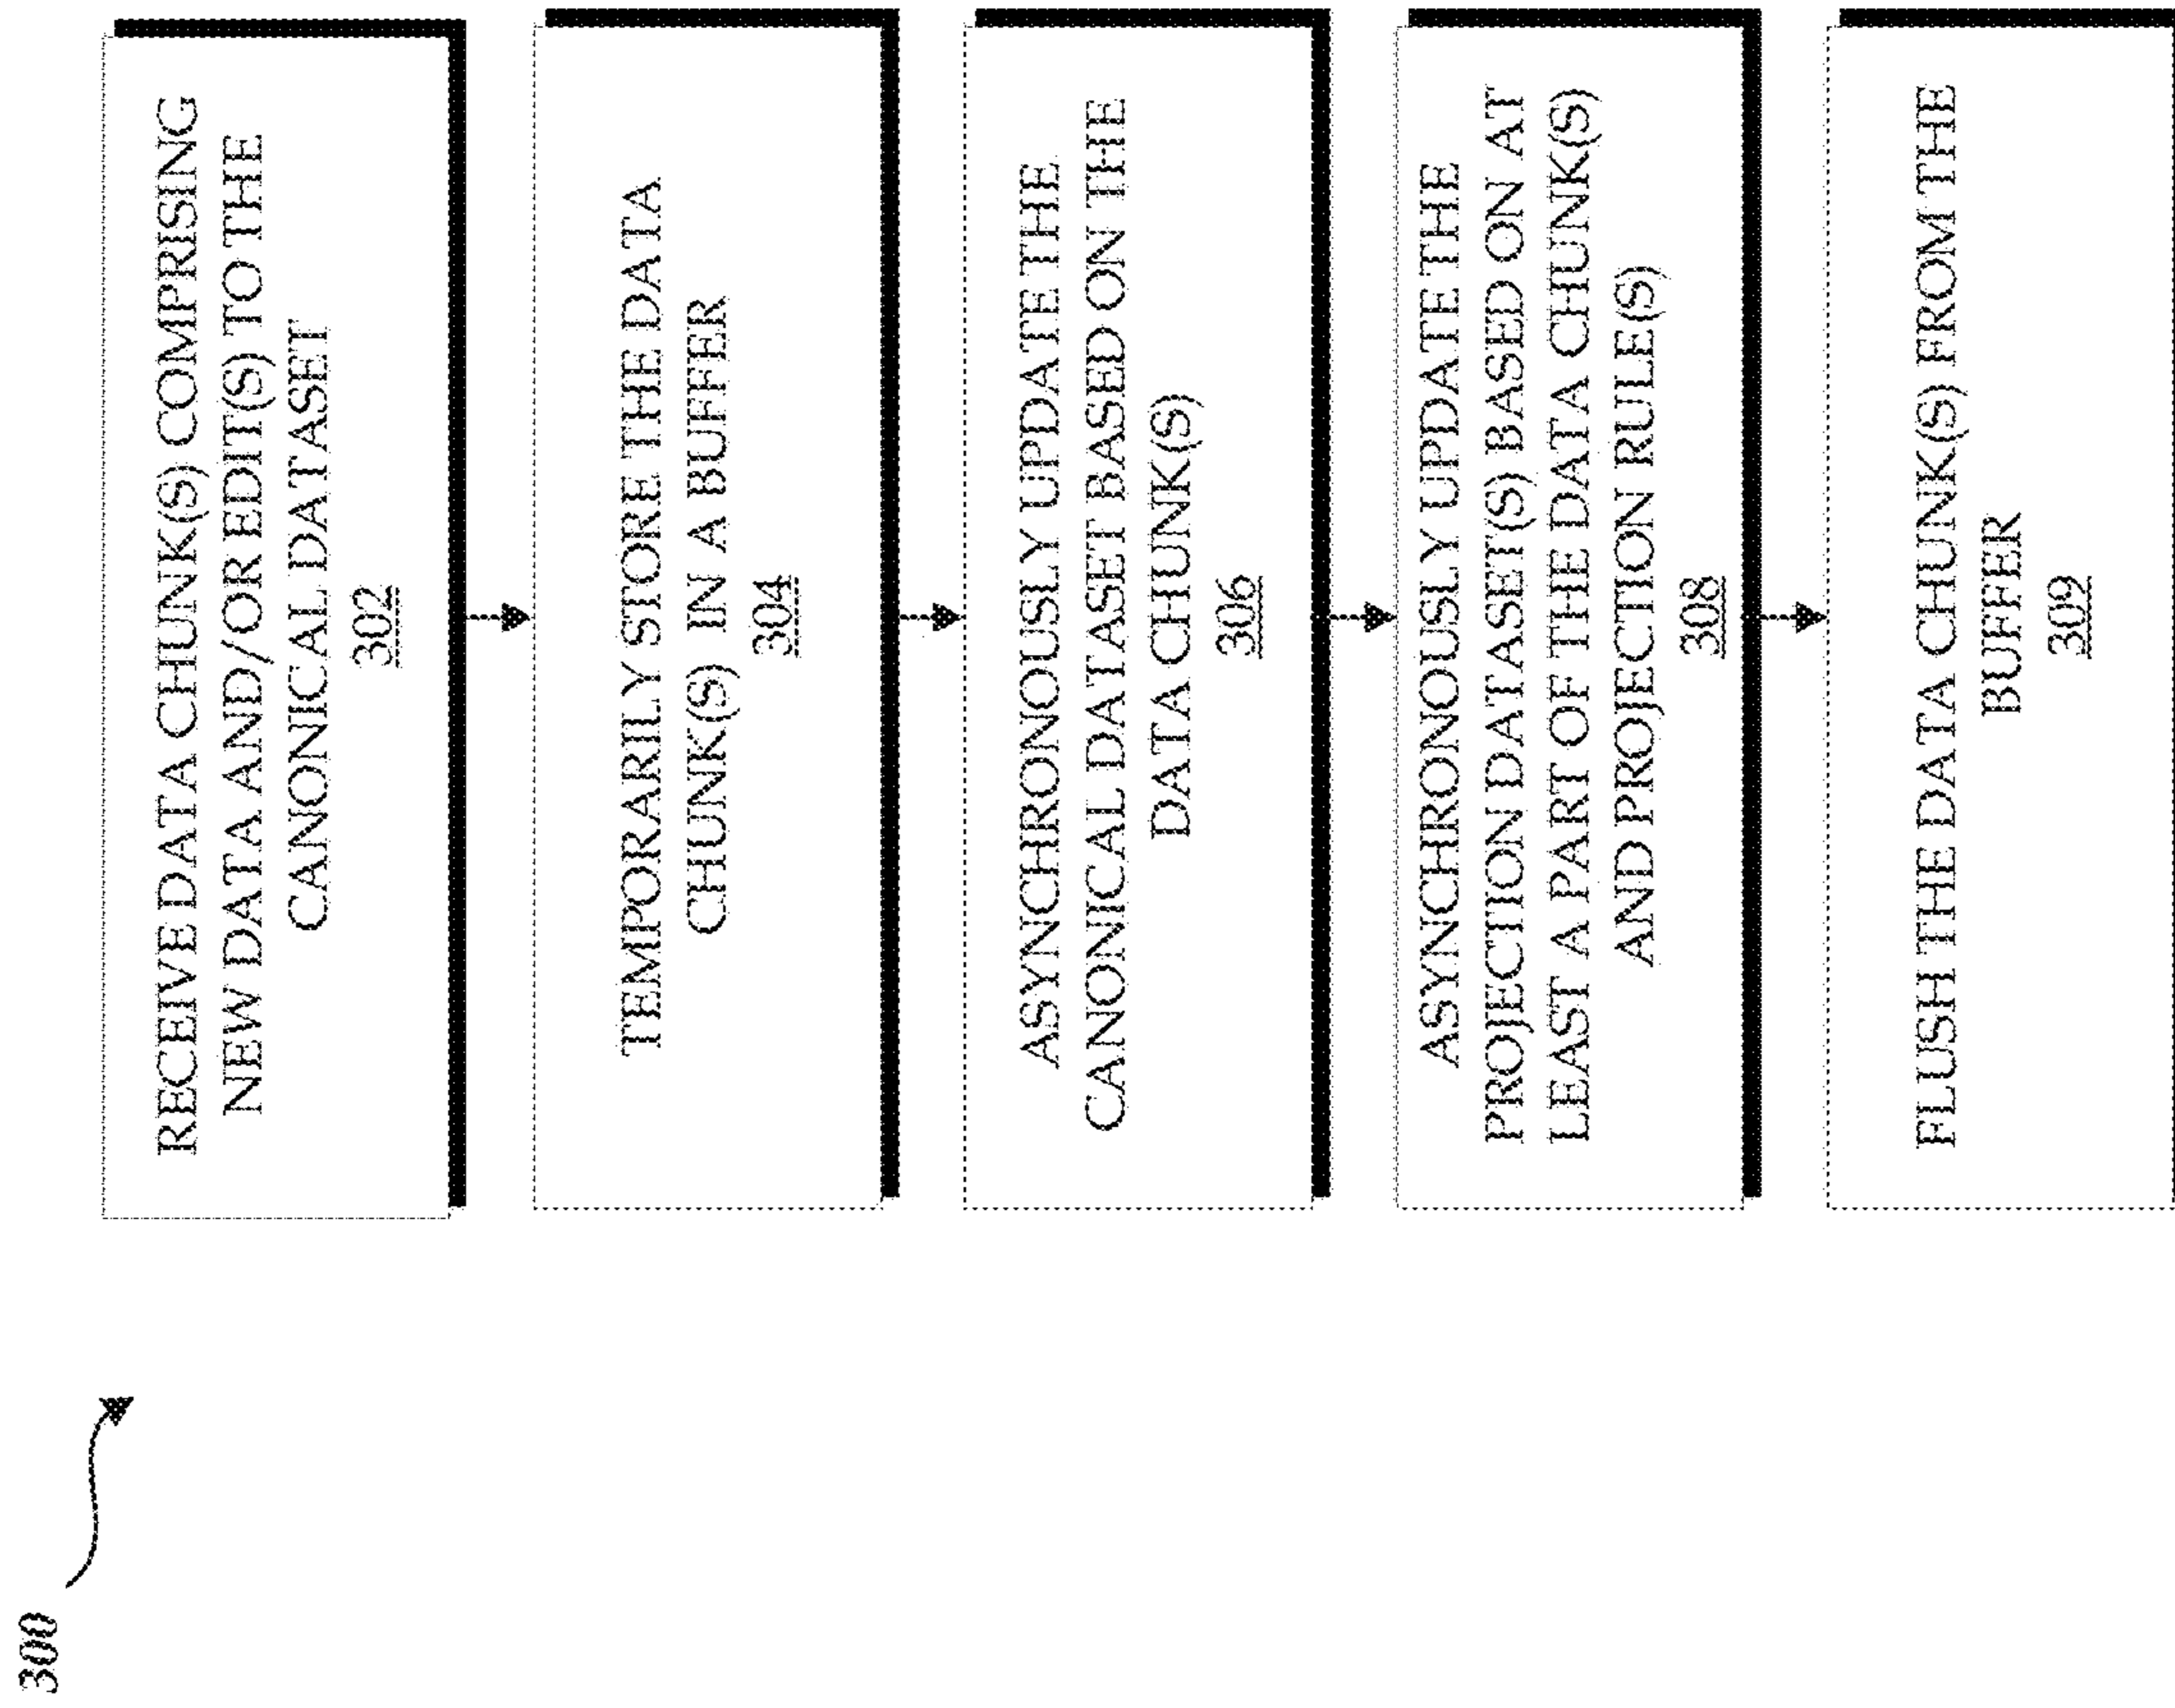 300
RECEIVE DATA CHUNK(S) COMPRISING
NEW DATA AND/OR EDIT(S) TO THE
CANONICAL DATASET
302
TEMPORARILY STORE THE DATA
CHUNK(S) IN A BUFFER
304
ASYNCHRONOUSLY UPDATE THE
CANONICAL DATASET BASED ON THE
DATA CHUNK(S)
306
ASYNCHRONOUSLY UPDATE THE
PROJECTION DATASET(S) BASED ON AT
LEAST A PART OF THE DATA CHUNK(S)
AND PROJECTION RULE(S)
308
FLUSH THE DATA CHUNK(S) FROM THE
BUFFER
309